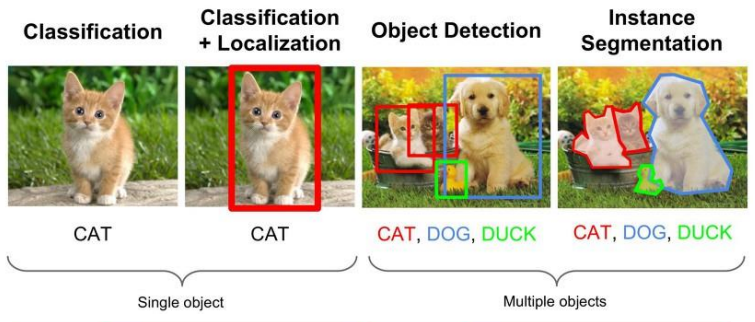 Classification
Classification
+ Localization
Object Detection
Instance
Segmentation
CAT
CAT
CAT, DOG, DUCK
CAT, DOG, DUCK
Single object
Multiple objects